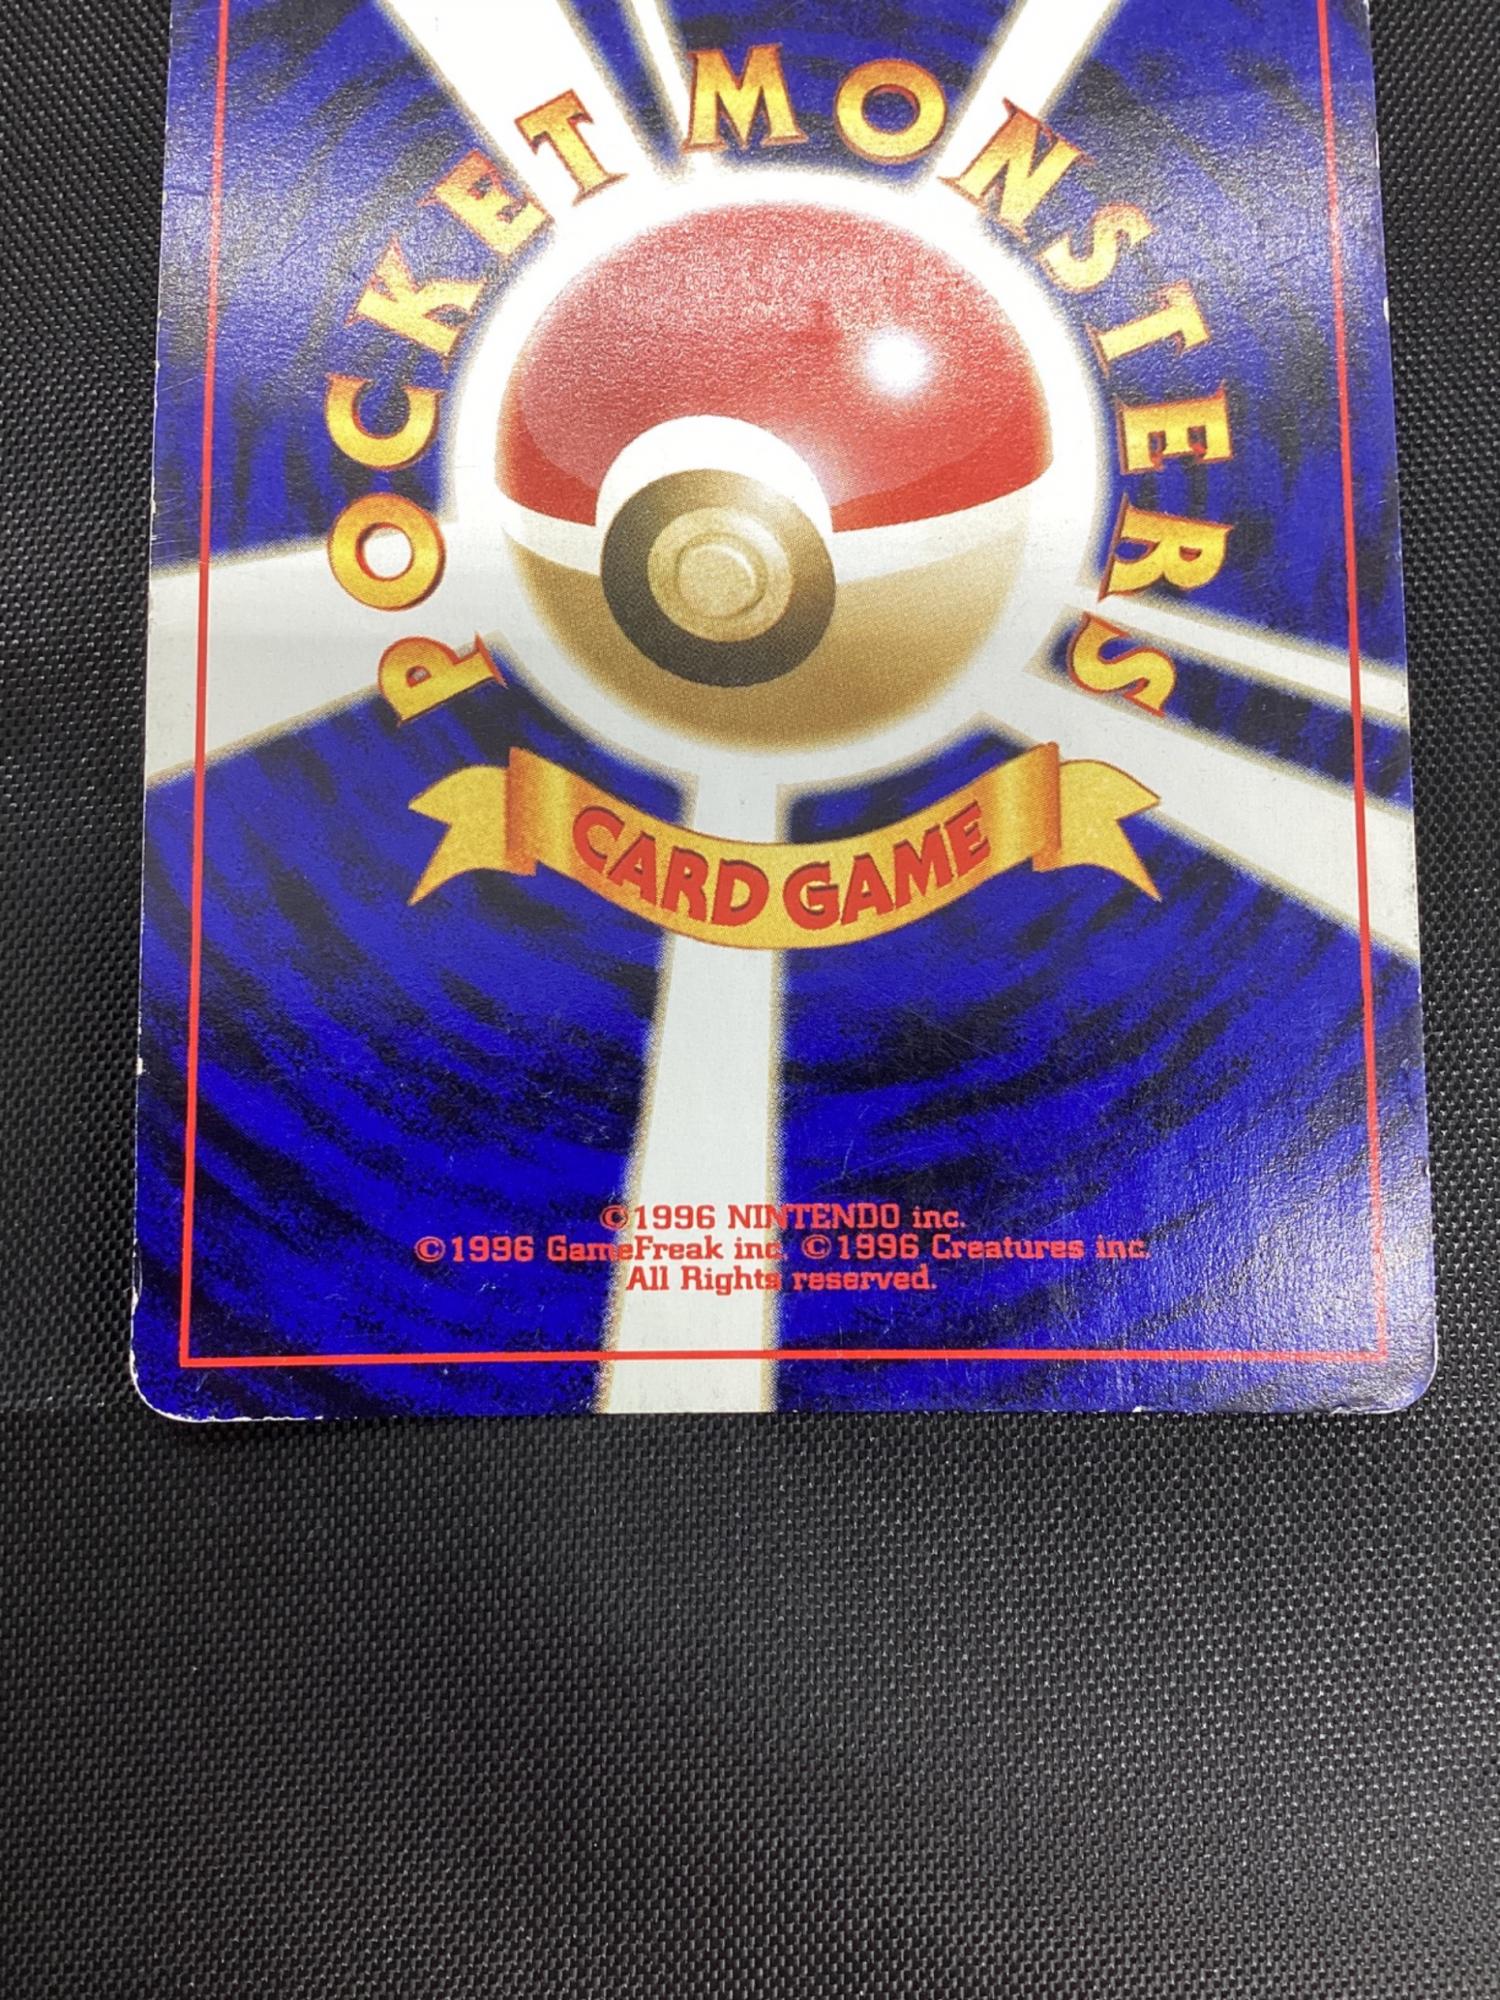 POCKET MONSTERS
CARD GAME
©1996 NINTENDO inc.
©1996 GameFreak inc. ©1996 Creatures inc.
All Rights reserved.